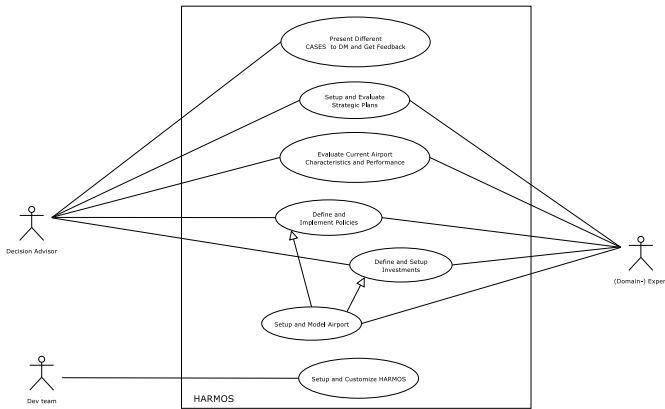 Present Different
CASES to DM and Get Feedback
Setup and Evaluate
Strategic Plans
Evaluate Current Airport
Characteristics and Performance
Define and
Implement Policies
Decision Advisor
Define and Setup
Investments
(Domain-) Exper
Setup and Model Airport
Setup and Customize HARMOS
Dev team
HARMOS